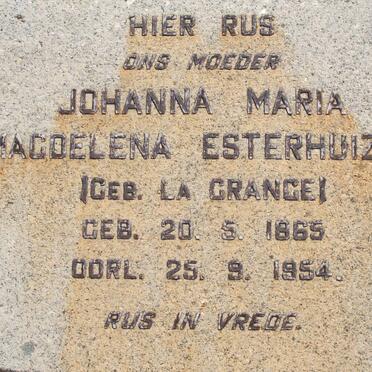 HIER RUS
ONS MOEDER
JOHANNA MARIA
MAGDELENA ESTERHUIZ
(GEB. LA GRANGE)
GEB. 20. 5. 1865
OORL. 25. 9. 1954.
RUS IN VREDE.